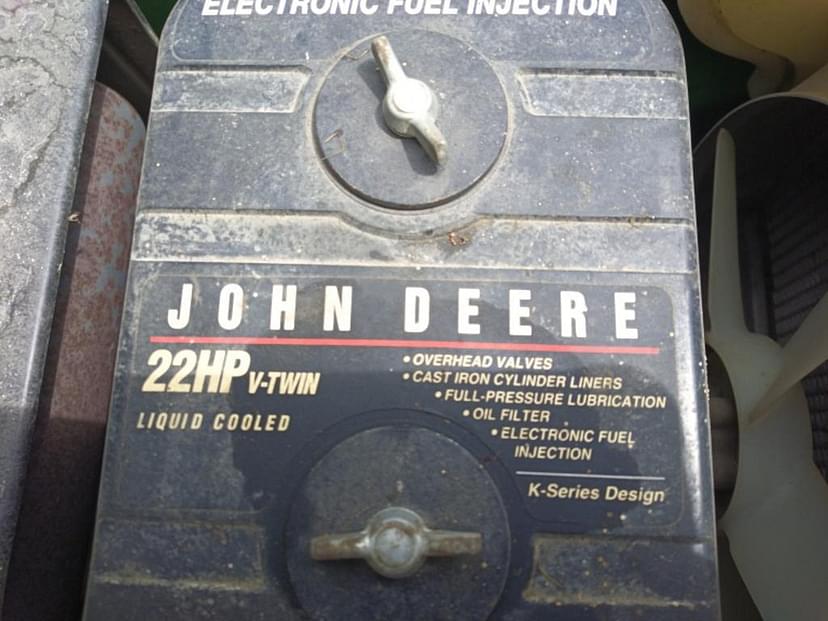 ELECTRONIC FUEL INJECTION
JOHN DEERE
22HP V-TWIN
LIQUID COOLED
• OVERHEAD VALVES
• CAST IRON CYLINDER LINERS
• FULL-PRESSURE LUBRICATION
• OIL FILTER
• ELECTRONIC FUEL
INJECTION
K-Series Design